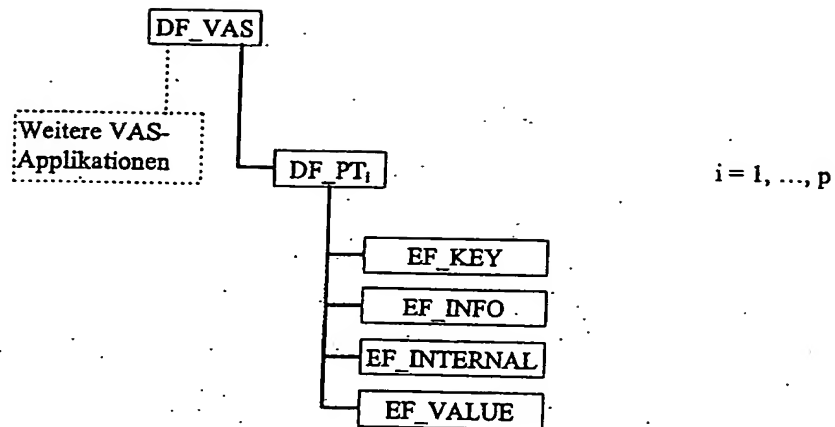 DF_VAS
Weitere VAS-
Applikationen
DF_PTᵢ
i = 1, ..., p
EF_KEY
EF_INFO
EF_INTERNAL
EF_VALUE